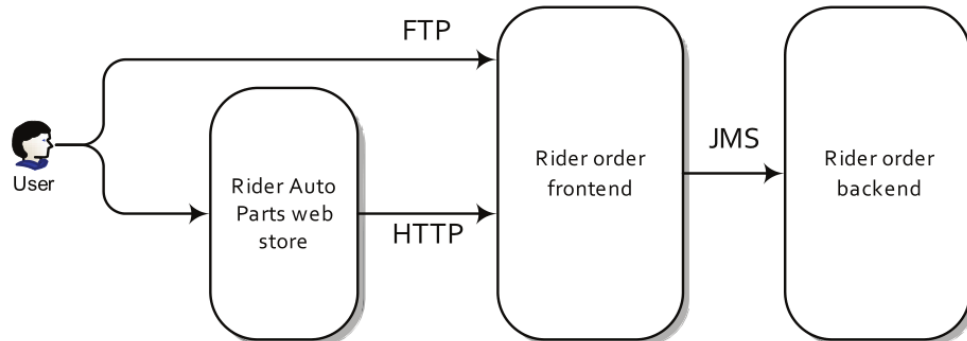 FTP
User
Rider Auto
Parts web
store
HTTP
Rider order
frontend
JMS
Rider order
backend